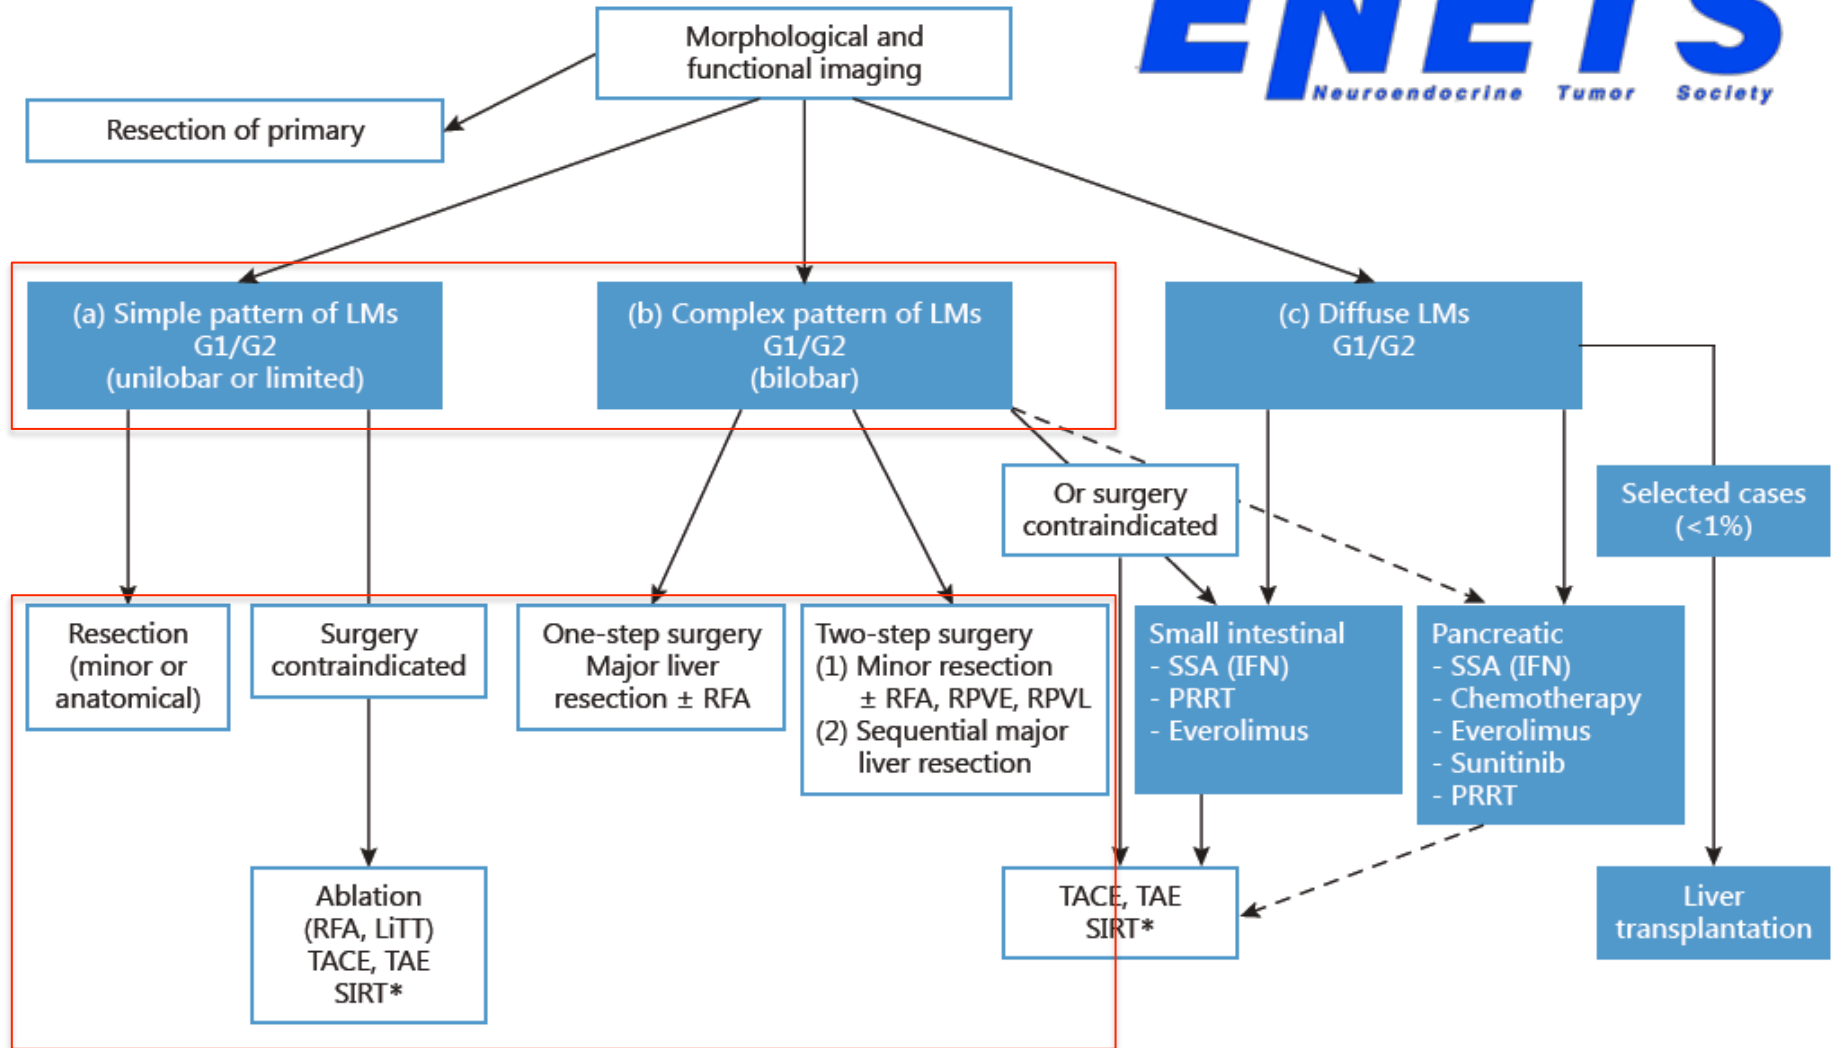 ENETS
Neuroendocrine Tumor Society
Morphological and
functional imaging
Resection of primary
(a) Simple pattern of LMs
G1/G2
(unilobar or limited)
(b) Complex pattern of LMs
G1/G2
(bilobar)
(c) Diffuse LMs
G1/G2
Or surgery
contraindicated
Selected cases
(<1%)
Resection
(minor or
anatomical)
Surgery
contraindicated
One-step surgery
Major liver
resection ± RFA
Two-step surgery
(1) Minor resection
± RFA, RPVE, RPVL
(2) Sequential major
liver resection
Small intestinal
- SSA (IFN)
- PRRT
- Everolimus
Pancreatic
- SSA (IFN)
- Chemotherapy
- Everolimus
- Sunitinib
- PRRT
Ablation
(RFA, LiTT)
TACE, TAE
SIRT*
TACE, TAE
SIRT*
Liver
transplantation